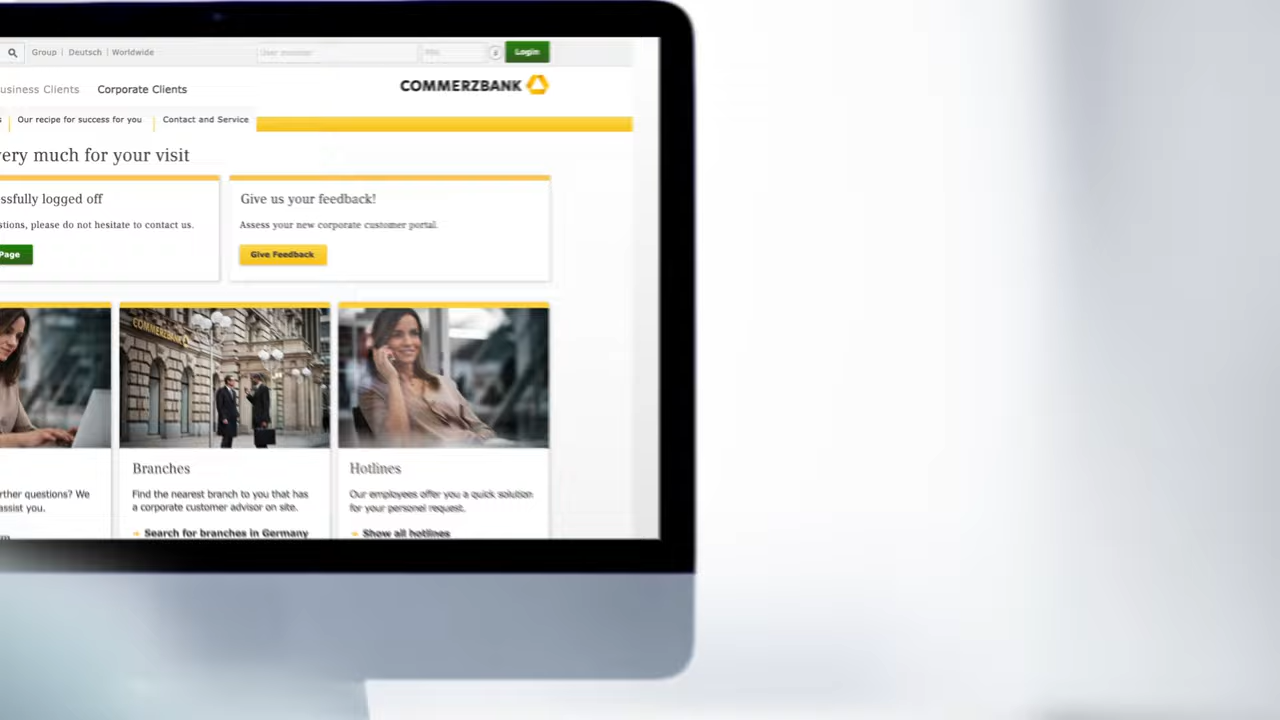 Group | Deutsch | Worldwide
Login
usiness Clients Corporate Clients
COMMERZBANK
s Our recipe for success for you Contact and Service
very much for your visit
ssfully logged off
stions, please do not hesitate to contact us.
Page
Give us your feedback!
Assess your new corporate customer portal.
Give Feedback
COMMERZBANK
rther questions? We
assist you.
Branches
Find the nearest branch to you that has
a corporate customer advisor on site.
Search for branches in Germany
Hotlines
Our employees offer you a quick solution
for your personel request.
Show all hotlines